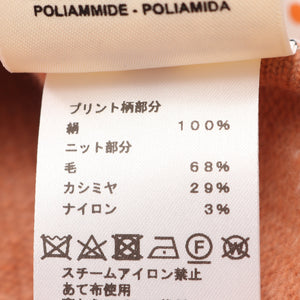 POLIAMMIDE - POLIAMIDA
プリント柄部分
絹 100%
ニット部分
毛 68%
カシミヤ 29%
ナイロン 3%
スチームアイロン禁止
あて布使用